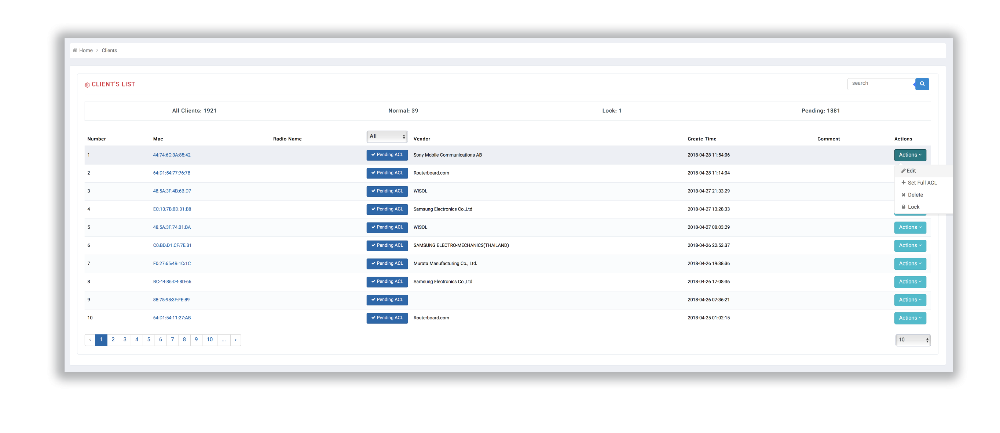 Home > Clients
CLIENT'S LIST search
All Clients: 1921 Normal: 39 Lock: 1 Pending: 1881
Number Mac Radio Name All Vendor Create Time Comment Actions
1 44:74:6C:3A:85:42 Pending ACL Sony Mobile Communications AB 2018-04-28 11:54:06 Actions
2 64:D1:54:77:76:7B Pending ACL Routerboard.com 2018-04-28 11:14:04
Edit
Set Full ACL
3 48:5A:3F:4B:6B:D7 Pending ACL WISOL 2018-04-27 21:33:29
Delete
Lock
4 EC:10:7B:8D:01:B8 Pending ACL Samsung Electronics Co.,Ltd 2018-04-27 13:28:33
5 48:5A:3F:74:01:BA Pending ACL WISOL 2018-04-27 08:03:29 Actions
6 C0:BD:D1:CF:7E:31 Pending ACL SAMSUNG ELECTRO-MECHANICS(THAILAND) 2018-04-26 22:53:37 Actions
7 F0:27:65:4B:1C:1C Pending ACL Murata Manufacturing Co., Ltd. 2018-04-26 19:38:36 Actions
8 BC:44:86:D4:8D:66 Pending ACL Samsung Electronics Co.,Ltd 2018-04-26 17:08:36 Actions
9 88:75:98:3F:FE:89 Pending ACL 2018-04-26 07:36:21 Actions
10 64:D1:54:11:27:AB Pending ACL Routerboard.com 2018-04-25 01:02:15 Actions
‹ 1 2 3 4 5 6 7 8 9 10 ... › 10